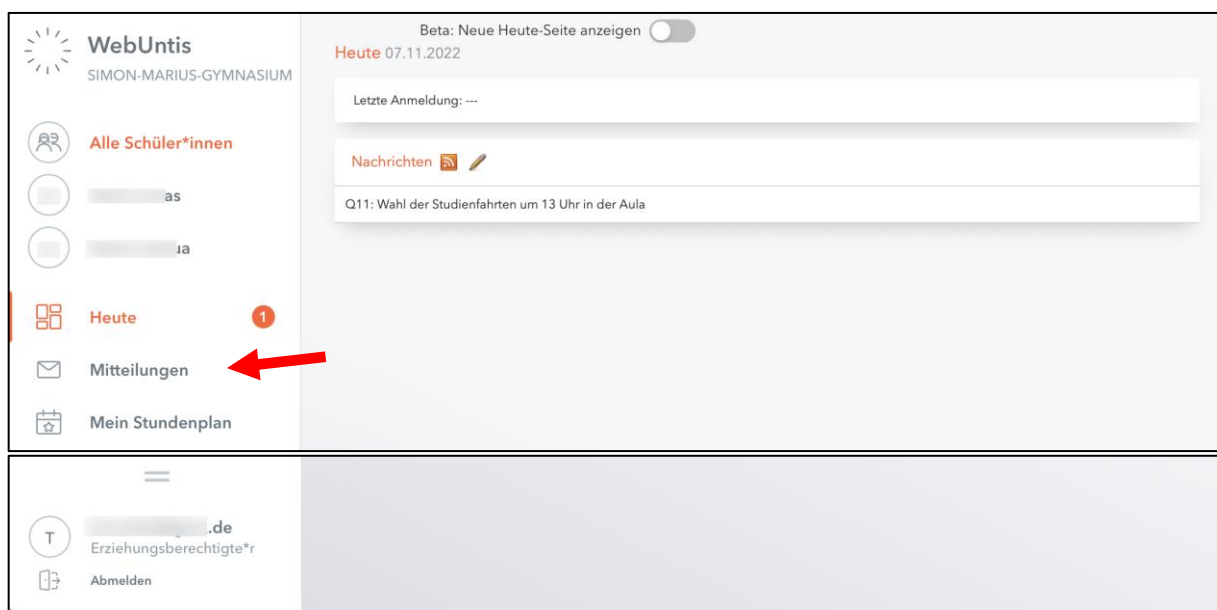 WebUntis
SIMON-MARIUS-GYMNASIUM
Alle Schüler*innen
as
Heute
1
Mitteilungen
Mein Stundenplan
Beta: Neue Heute-Seite anzeigen
Heute 07.11.2022
Letzte Anmeldung: ---
Nachrichten
Q11: Wahl der Studienfahrten um 13 Uhr in der Aula
T
.de
Erziehungsberechtigte*r
Abmelden